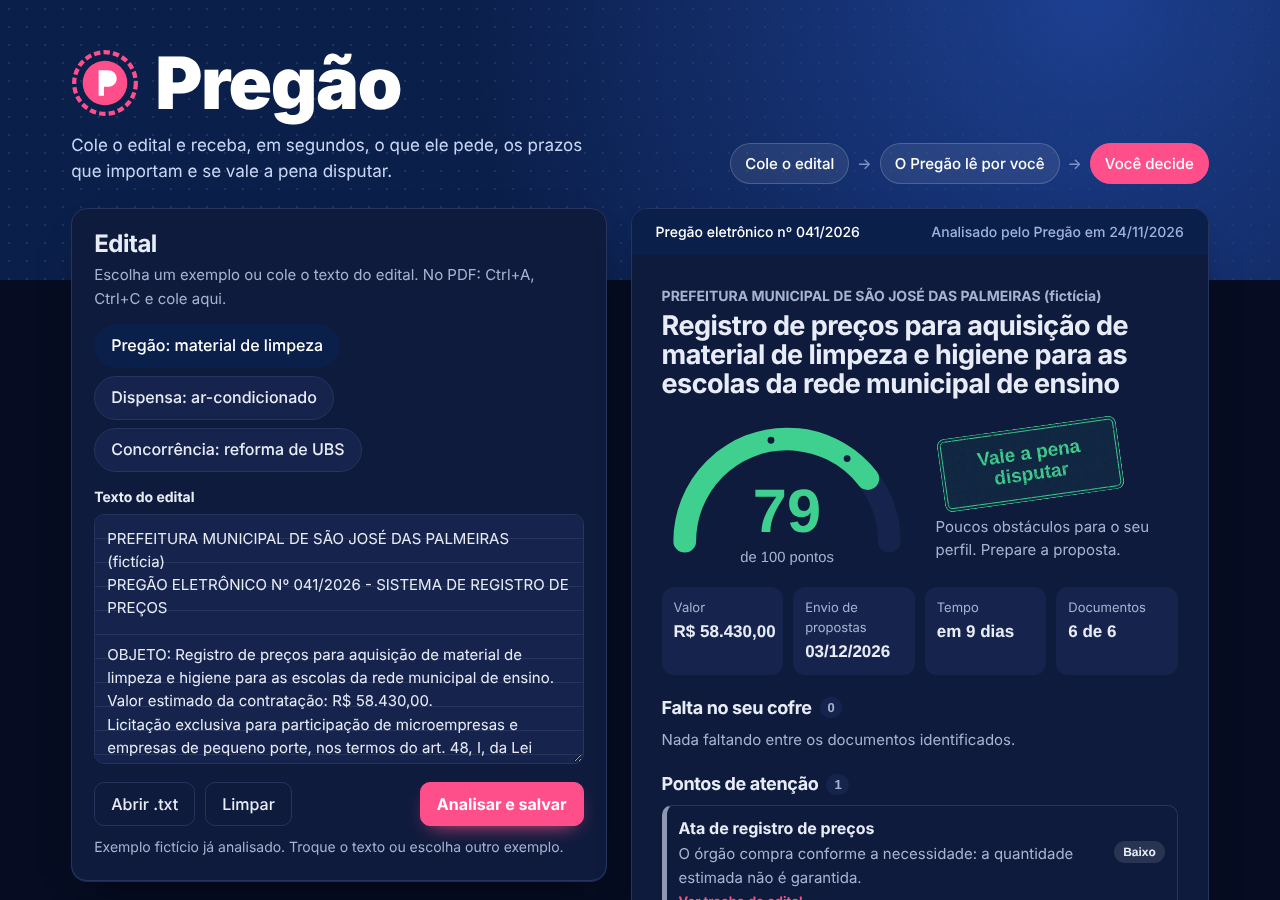 P Pregão
Cole o edital e receba, em segundos, o que ele pede, os prazos
que importam e se vale a pena disputar.
Cole o edital → O Pregão lê por você → Você decide
Edital
Escolha um exemplo ou cole o texto do edital. No PDF: Ctrl+A,
Ctrl+C e cole aqui.
Pregão: material de limpeza
Dispensa: ar-condicionado
Concorrência: reforma de UBS
Texto do edital
PREFEITURA MUNICIPAL DE SÃO JOSÉ DAS PALMEIRAS
(fictícia)
PREGÃO ELETRÔNICO Nº 041/2026 - SISTEMA DE REGISTRO DE
PREÇOS
OBJETO: Registro de preços para aquisição de material de
limpeza e higiene para as escolas da rede municipal de ensino.
Valor estimado da contratação: R$ 58.430,00.
Licitação exclusiva para participação de microempresas e
empresas de pequeno porte, nos termos do art. 48, I, da Lei
Abrir .txt
Limpar
Analisar e salvar
Exemplo fictício já analisado. Troque o texto ou escolha outro exemplo.
Pregão eletrônico nº 041/2026
Analisado pelo Pregão em 24/11/2026
PREFEITURA MUNICIPAL DE SÃO JOSÉ DAS PALMEIRAS (fictícia)
Registro de preços para aquisição de
material de limpeza e higiene para as
escolas da rede municipal de ensino
79
de 100 pontos
Vale a pena
disputar
Poucos obstáculos para o seu
perfil. Prepare a proposta.
Valor
R$ 58.430,00
Envio de
propostas
03/12/2026
Tempo
em 9 dias
Documentos
6 de 6
Falta no seu cofre 0
Nada faltando entre os documentos identificados.
Pontos de atenção 1
Ata de registro de preços
O órgão compra conforme a necessidade: a quantidade
estimada não é garantida.
Baixo
Ver trecho do edital